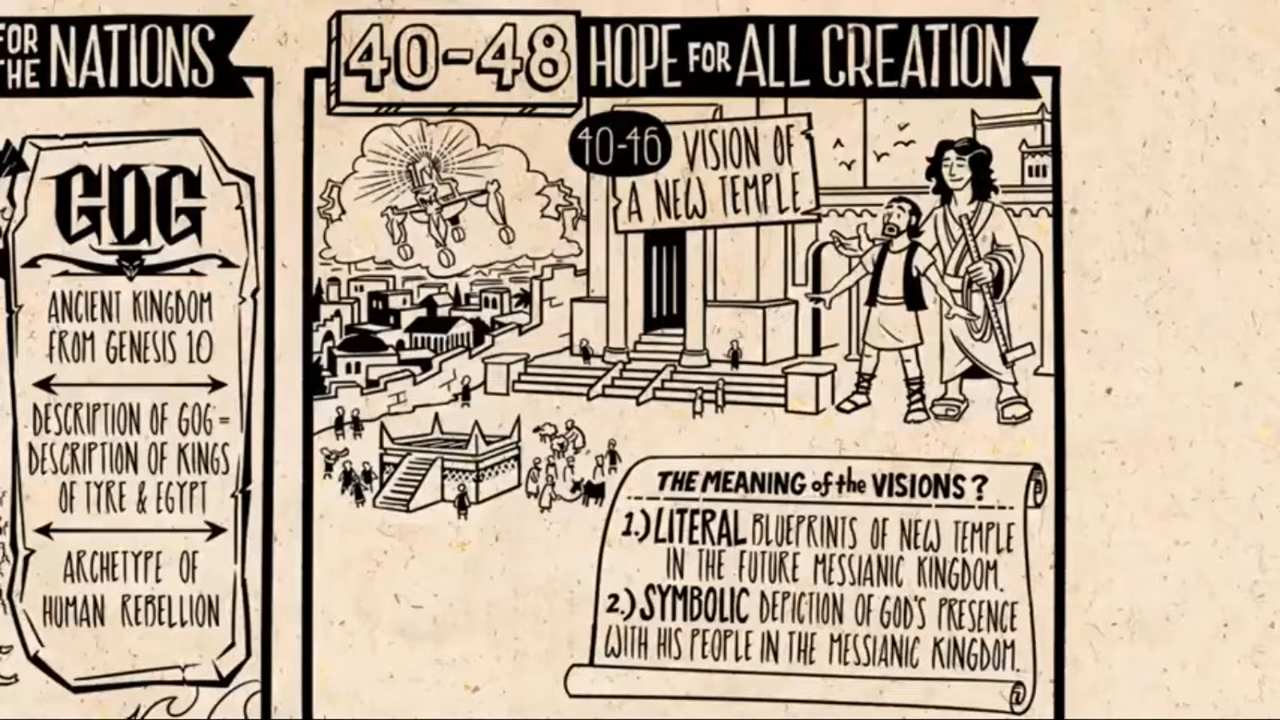 FOR
THE NATIONS
GOG
ANCIENT KINGDOM
FROM GENESIS 10
DESCRIPTION OF GOG =
DESCRIPTION OF KINGS
OF TYRE & EGYPT
ARCHETYPE OF
HUMAN REBELLION
40-48 HOPE FOR ALL CREATION
40-46 VISION OF
A NEW TEMPLE
THE MEANING of the VISIONS?
1.) LITERAL BLUEPRINTS OF NEW TEMPLE
IN THE FUTURE MESSIANIC KINGDOM.
2.) SYMBOLIC DEPICTION OF GOD'S PRESENCE
WITH HIS PEOPLE IN THE MESSIANIC KINGDOM.